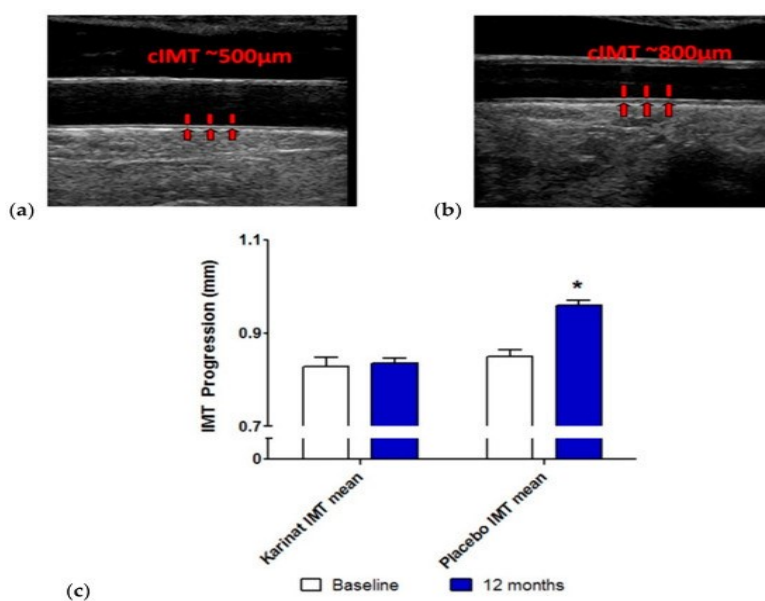 cIMT ~500µm
cIMT ~800µm
(a)
(b)
1.1
0.9
0.7
0
IMT Progression (mm)
*
Karinat IMT mean
Placebo IMT mean
(c)
Baseline
12 months